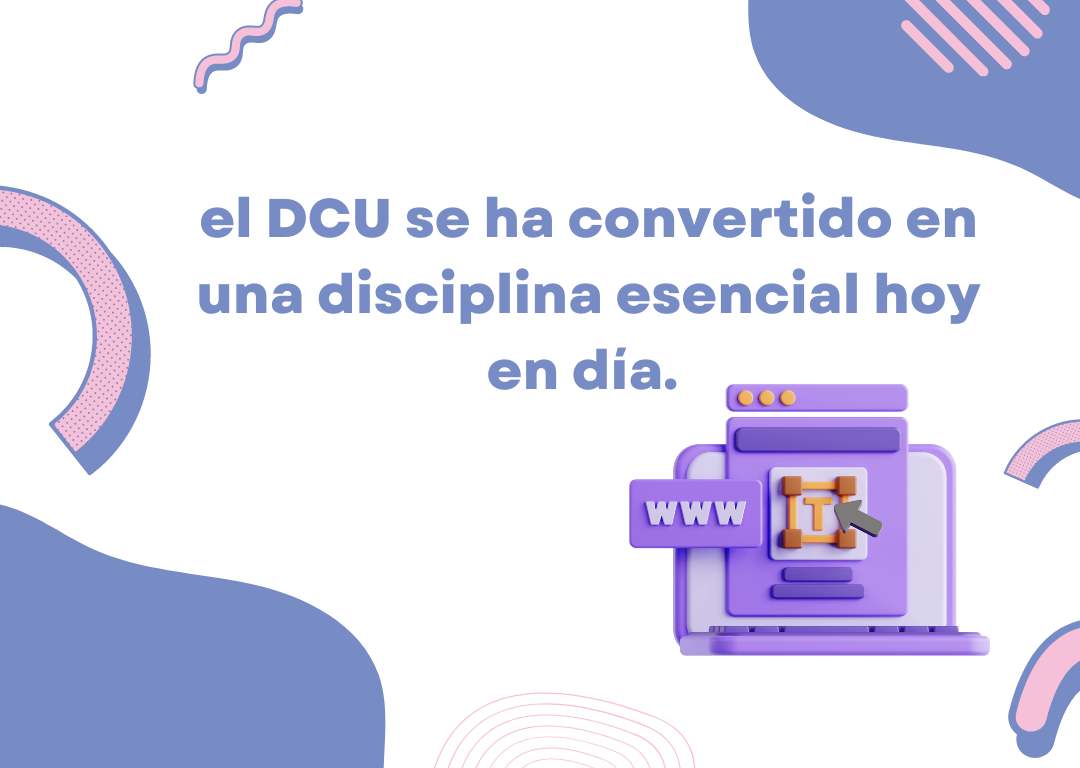 el DCU se ha convertido en
una disciplina esencial hoy
en día.
WWW
T